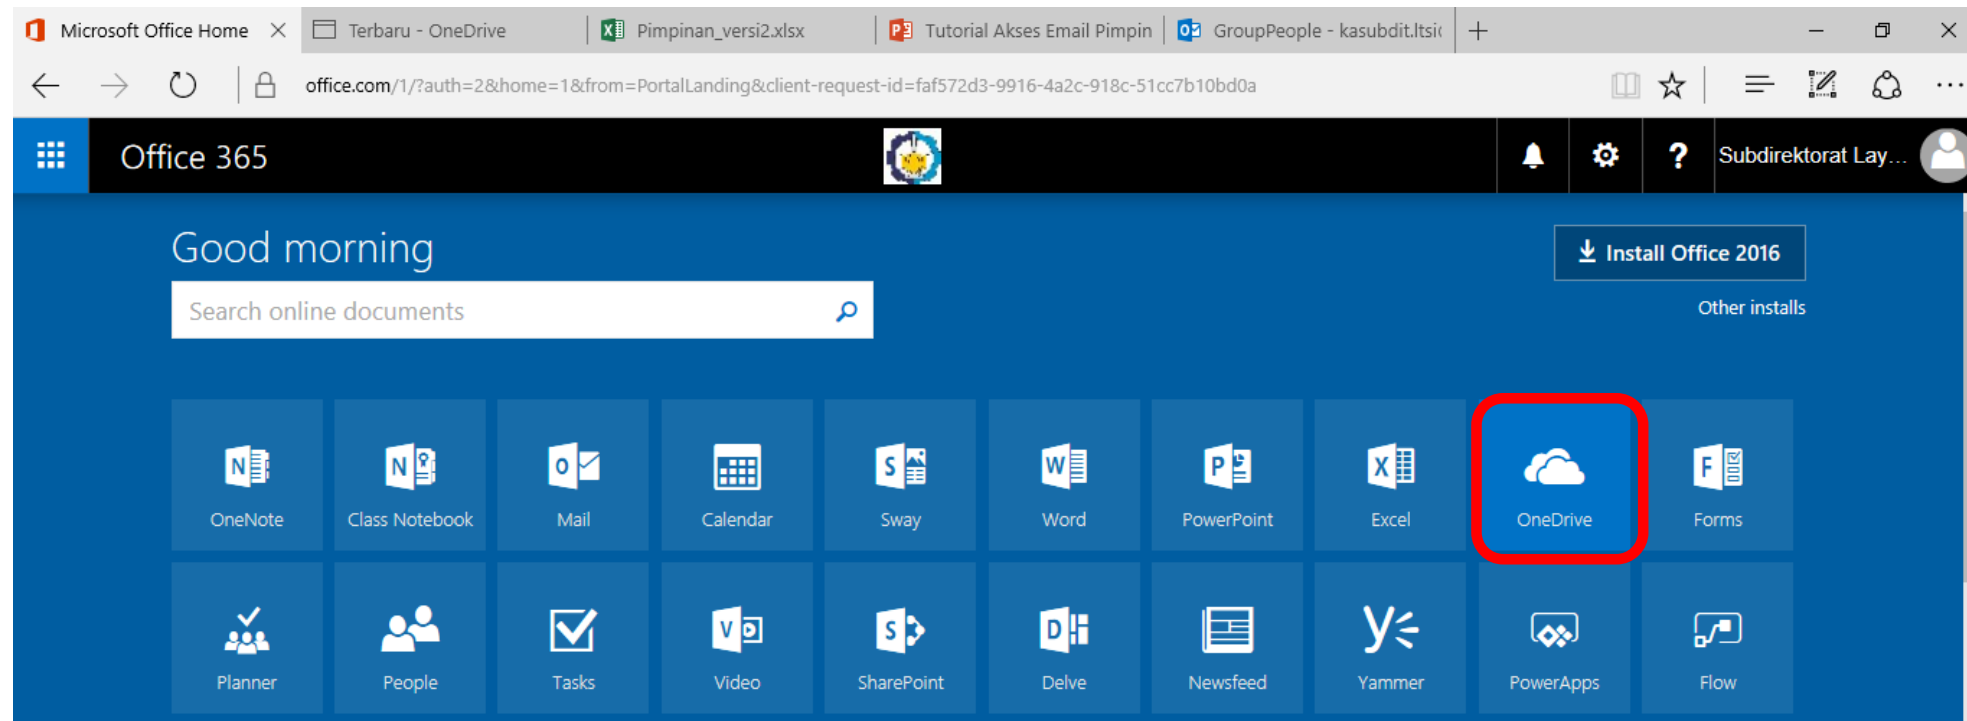 Microsoft Office Home
Terbaru - OneDrive
Pimpinan_versi2.xlsx
Tutorial Akses Email Pimpin
GroupPeople - kasubdit.ltsi
office.com/1/?auth=2&home=1&from=PortalLanding&client-request-id=faf572d3-9916-4a2c-918c-51cc7b10bd0a
Office 365
? Subdirektorat Lay...
Good morning
Install Office 2016
Search online documents
Other installs
OneNote
Class Notebook
Mail
Calendar
Sway
Word
PowerPoint
Excel
OneDrive
Forms
Planner
People
Tasks
Video
SharePoint
Delve
Newsfeed
Yammer
PowerApps
Flow